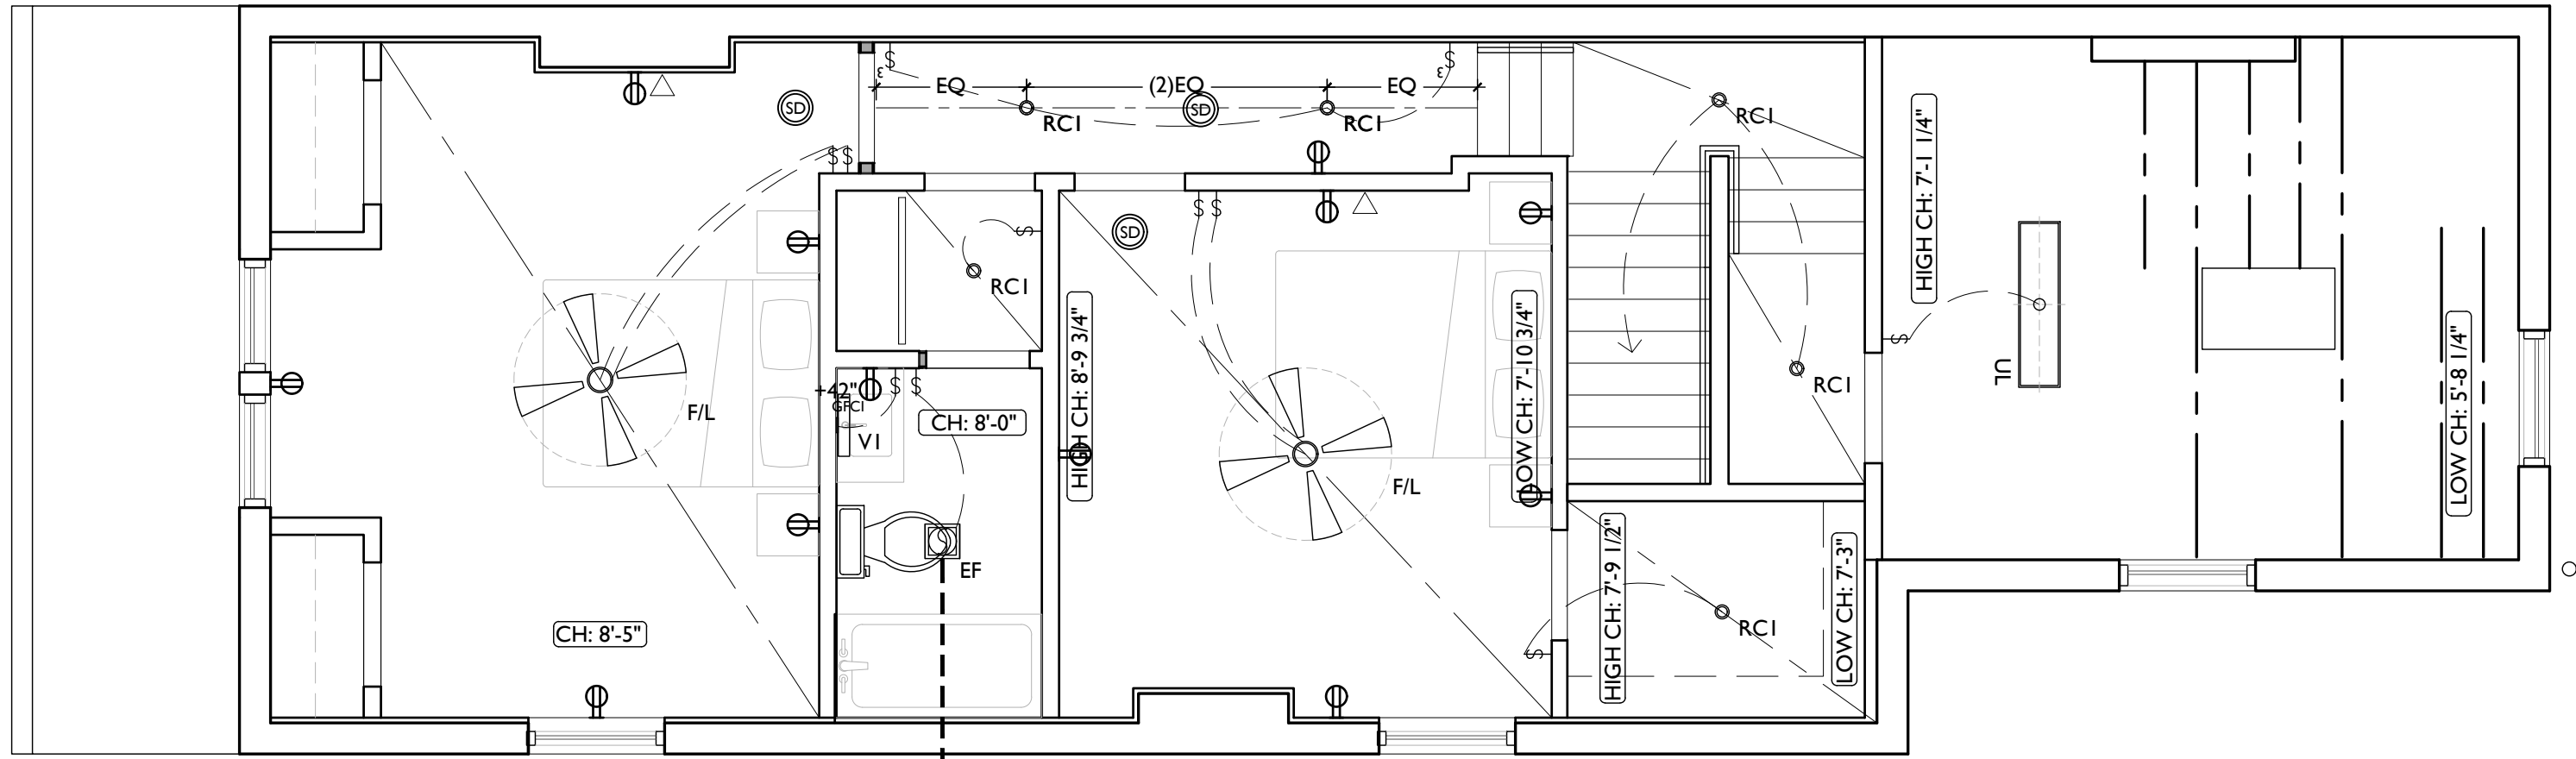 EQ
(2)EQ
EQ
SD
SD
RC1
RC1
RC1
$
3
$
3
$$
$
$
SD
$
RC1
HIGH CH: 7'-1 1/4"
HIGH CH: 8'-9 3/4"
LOW CH: 7'-10 3/4"
UL
$
RC1
LOW CH: 5'-8 1/4"
+42"
GFCI
$
$
V1
CH: 8'-0"
F/L
F/L
EF
HIGH CH: 7'-9 1/2"
LOW CH: 7'-3"
RC1
$
CH: 8'-5"